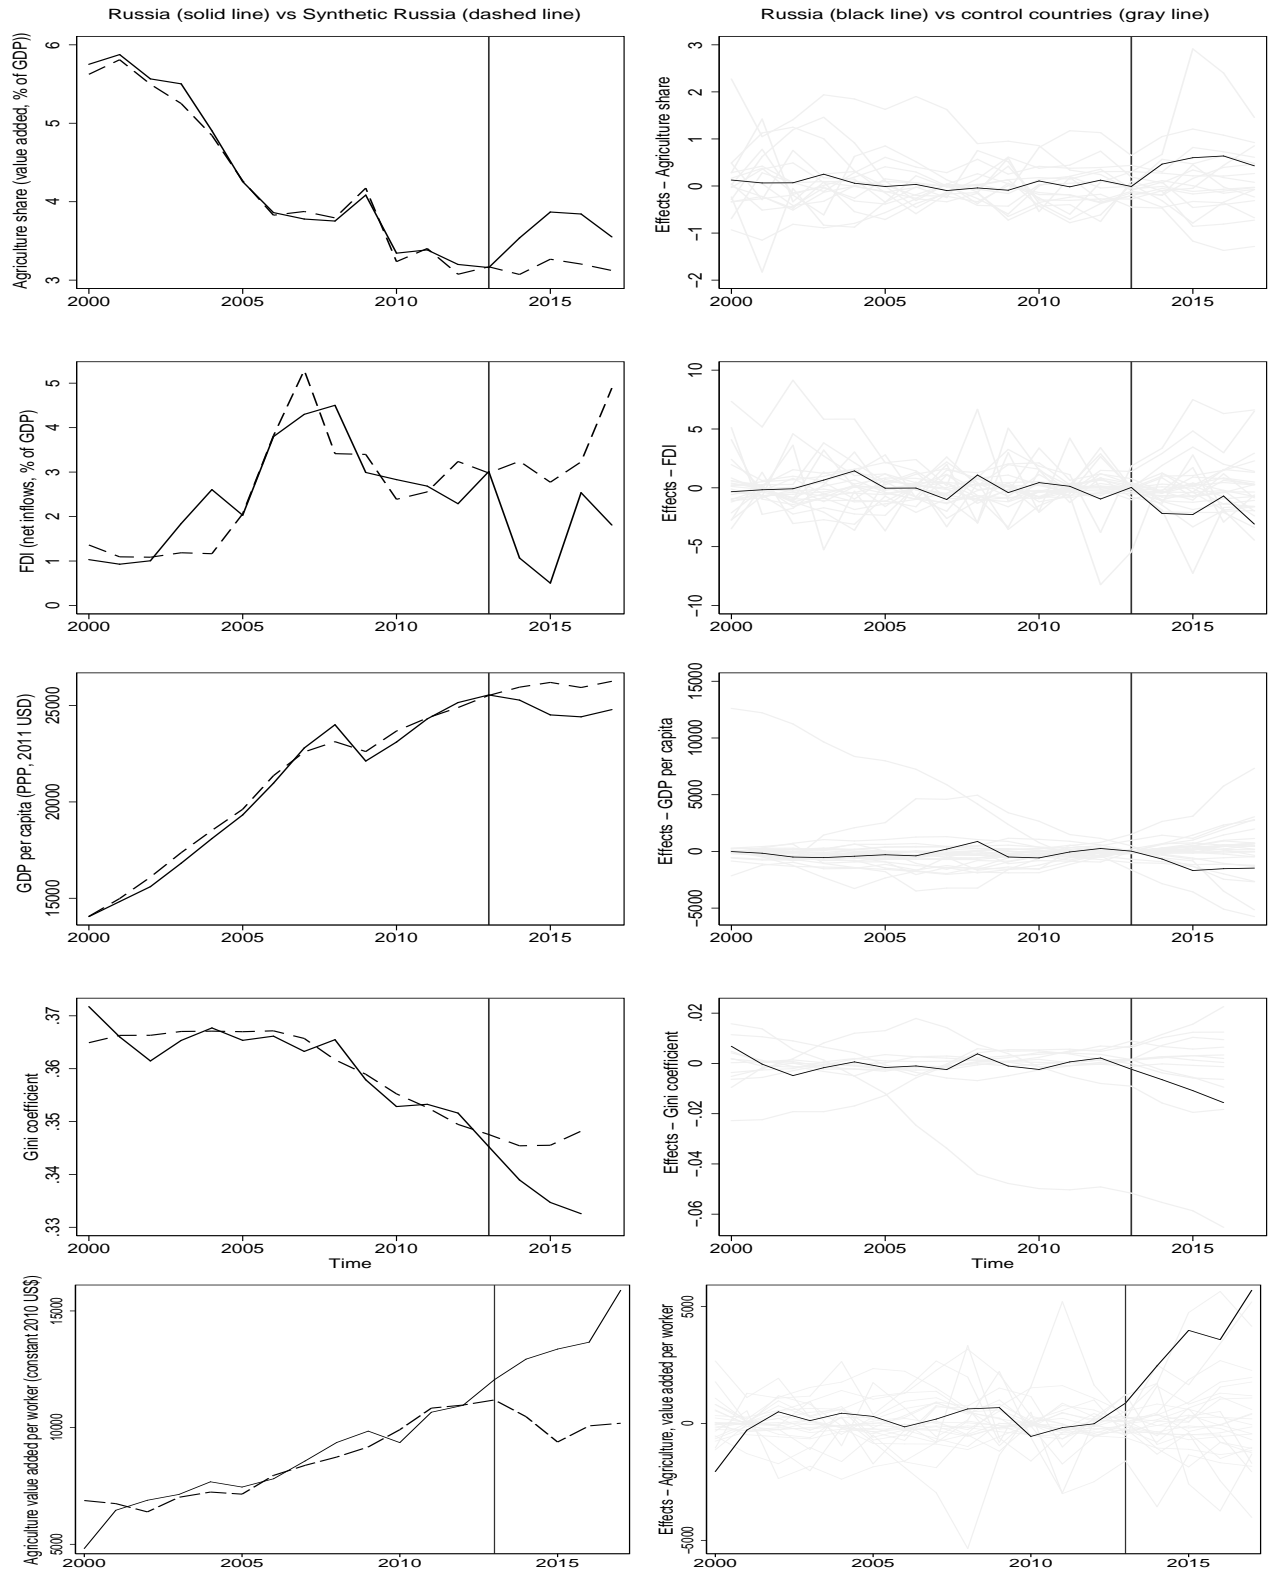 Russia (solid line) vs Synthetic Russia (dashed line)
Russia (black line) vs control countries (gray line)
Agriculture share (value added, % of GDP))
6
5
4
3
2000 2005 2010 2015
Effects – Agriculture share
3
2
1
0
−1
−2
2000 2005 2010 2015
FDI (net inflows, % of GDP)
5
4
3
2
1
0
2000 2005 2010 2015
Effects – FDI
10
5
0
−5
−10
2000 2005 2010 2015
GDP per capita (PPP, 2011 USD)
25000
20000
15000
2000 2005 2010 2015
Effects – GDP per capita
15000
10000
5000
0
−5000
2000 2005 2010 2015
Gini coefficient
.37
.36
.35
.34
.33
2000 2005 2010 2015
Time
Effects – Gini coefficient
.02
0
−.02
−.04
−.06
2000 2005 2010 2015
Time
Agriculture value added per worker (constant 2010 US$)
15000
10000
5000
2000 2005 2010 2015
Effects – Agriculture, value added per worker
5000
0
−5000
2000 2005 2010 2015